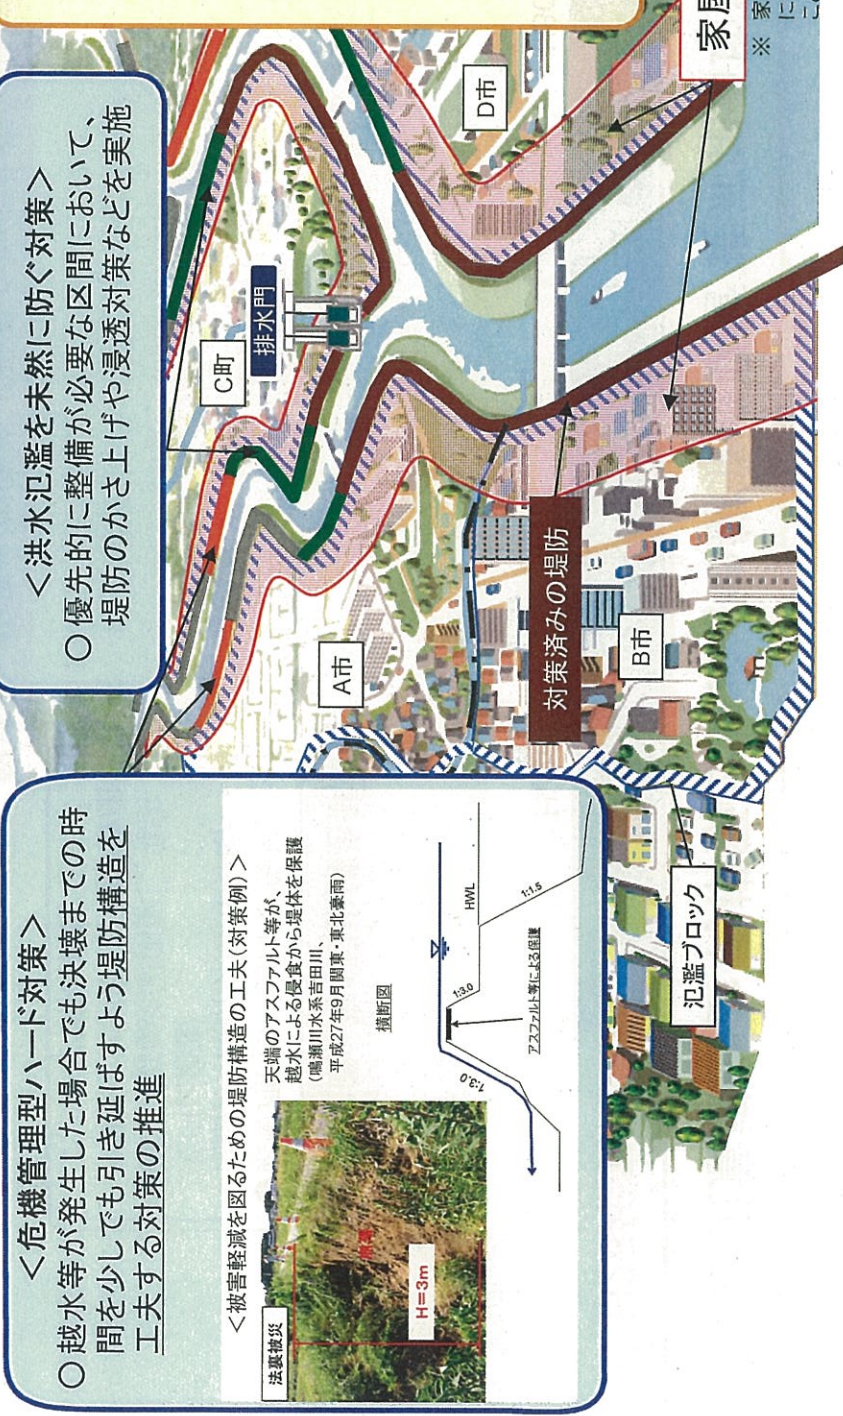 ＜危機管理型ハード対策＞
○ 越水等が発生した場合でも決壊までの時
間を少しでも引き延ばすよう堤防構造を
工夫する対策の推進
＜被害軽減を図るための堤防構造の工夫(対策例)＞
法裏被災
H=3m
天端のアスファルト等が、
越水による侵食から堤体を保護
(鳴瀬川水系吉田川、
平成27年9月関東・東北豪雨)
横断図
HWL
1:3.0
1:3.0
1:1.5
アスファルト等による保護
＜洪水氾濫を未然に防ぐ対策＞
○ 優先的に整備が必要な区間において、
堤防のかさ上げや浸透対策などを実施
C町
排水門
D市
A市
対策済みの堤防
B市
氾濫ブロック
家屋
※ 家
に